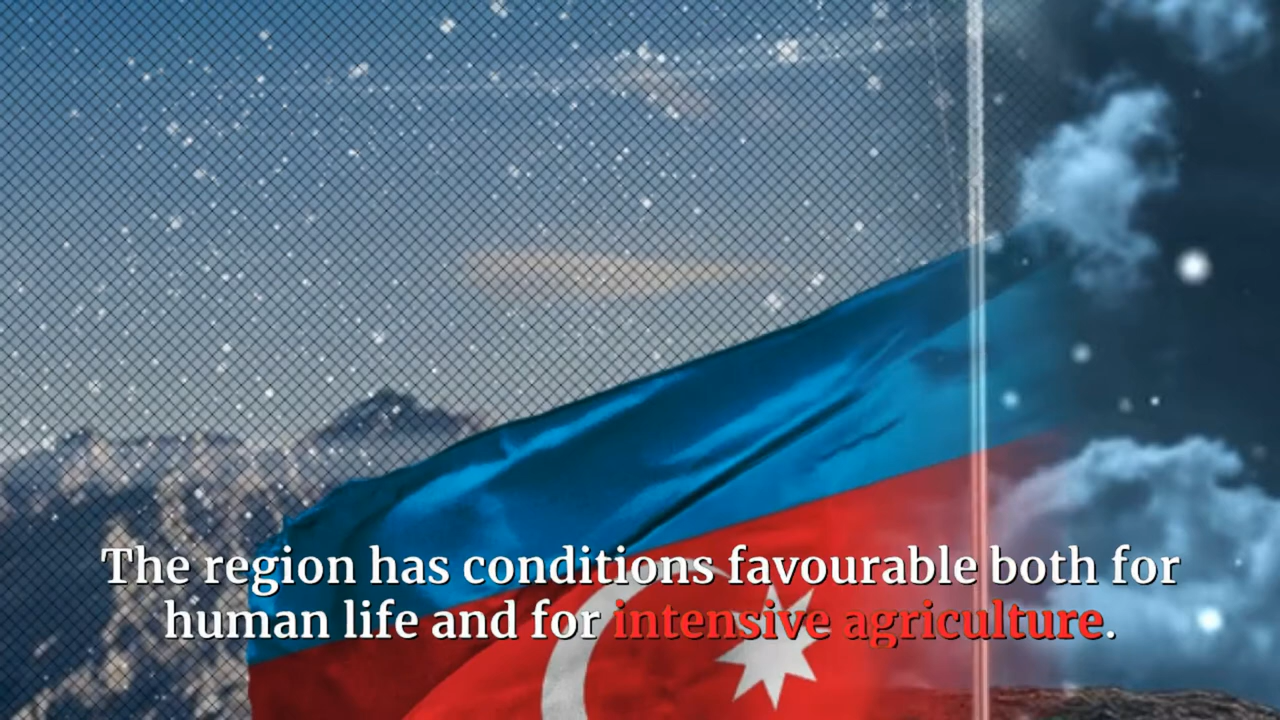 The region has conditions favourable both for
human life and for intensive agriculture.